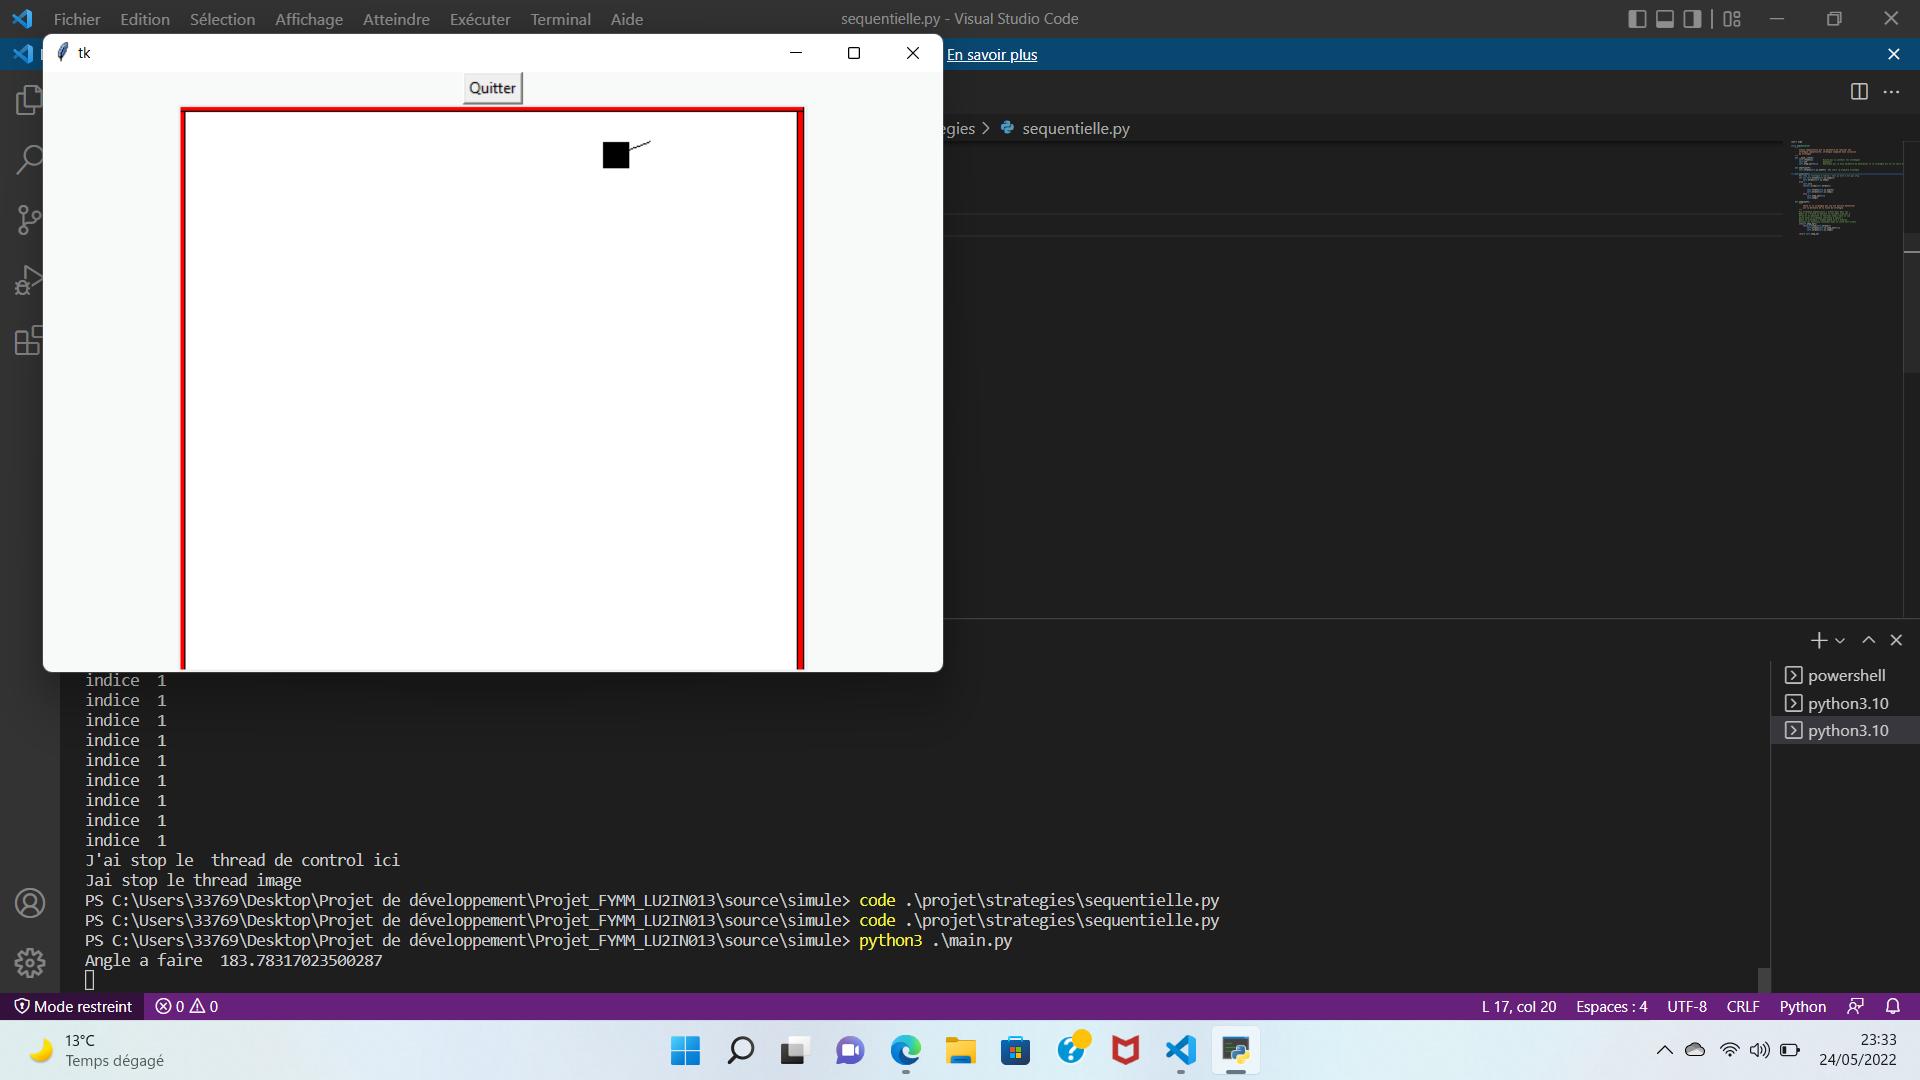 Fichier Edition Sélection Affichage Atteindre Exécuter Terminal Aide
sequentielle.py - Visual Studio Code
tk
En savoir plus
Quitter
egies > sequentielle.py
powershell
python3.10
python3.10
indice  1
indice  1
indice  1
indice  1
indice  1
indice  1
indice  1
indice  1
indice  1
J'ai stop le  thread de control ici
Jai stop le thread image
PS C:\Users\33769\Desktop\Projet de développement\Projet_FYMM_LU2IN013\source\simule> code .\projet\strategies\sequentielle.py
PS C:\Users\33769\Desktop\Projet de développement\Projet_FYMM_LU2IN013\source\simule> code .\projet\strategies\sequentielle.py
PS C:\Users\33769\Desktop\Projet de développement\Projet_FYMM_LU2IN013\source\simule> python3 .\main.py
Angle a faire  183.78317023500287
Mode restreint 0 0
L 17, col 20 Espaces : 4 UTF-8 CRLF Python
13°C
Temps dégagé
23:33
24/05/2022